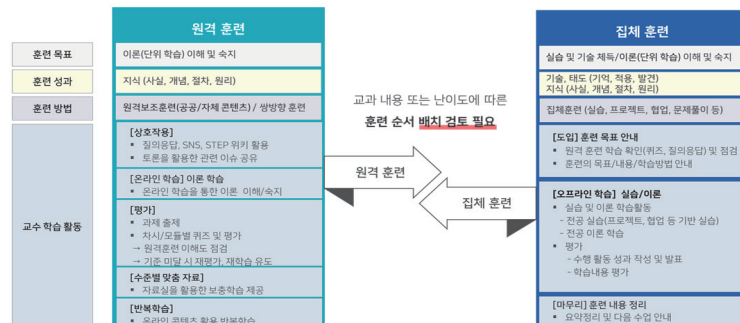 원격 훈련
집체 훈련
훈련 목표
이론(단위 학습) 이해 및 숙지
실습 및 기술 체득/이론(단위 학습) 이해 및 숙지
훈련 성과
지식 (사실, 개념, 절차, 원리)
기술, 태도 (기억, 적용, 발견)
지식 (사실, 개념, 절차, 원리)
훈련 방법
원격보조훈련(공공/자체 콘텐츠) / 쌍방향 훈련
집체훈련 (실습, 프로젝트, 협업, 문제풀이 등)
교과 내용 또는 난이도에 따른
훈련 순서 배치 검토 필요
원격 훈련
집체 훈련
교수 학습 활동
[상호작용]
▪ 질의응답, SNS, STEP 위키 활용
▪ 토론을 활용한 관련 이슈 공유
[온라인 학습] 이론 학습
▪ 온라인 학습을 통한 이론 이해/숙지
[평가]
▪ 과제 출제
▪ 차시/모듈별 퀴즈 및 평가
→ 원격훈련 이해도 점검
→ 기준 미달 시 재평가, 재학습 유도
[수준별 맞춤 자료]
▪ 자료실을 활용한 보충학습 제공
[반복학습]
▪ 온라인 콘텐츠 활용 반복학습
[도입] 훈련 목표 안내
▪ 원격 훈련 학습 확인(퀴즈, 질의응답) 및 점검
▪ 훈련의 목표/내용/학습방법 안내
[오프라인 학습] 실습/이론
▪ 실습 및 이론 학습활동
- 전공 실습(프로젝트, 협업 등 기반 실습)
- 전공 이론 학습
▪ 평가
- 수행 활동 성과 작성 및 발표
- 학습내용 평가
[마무리] 훈련 내용 정리
▪ 요약정리 및 다음 수업 안내